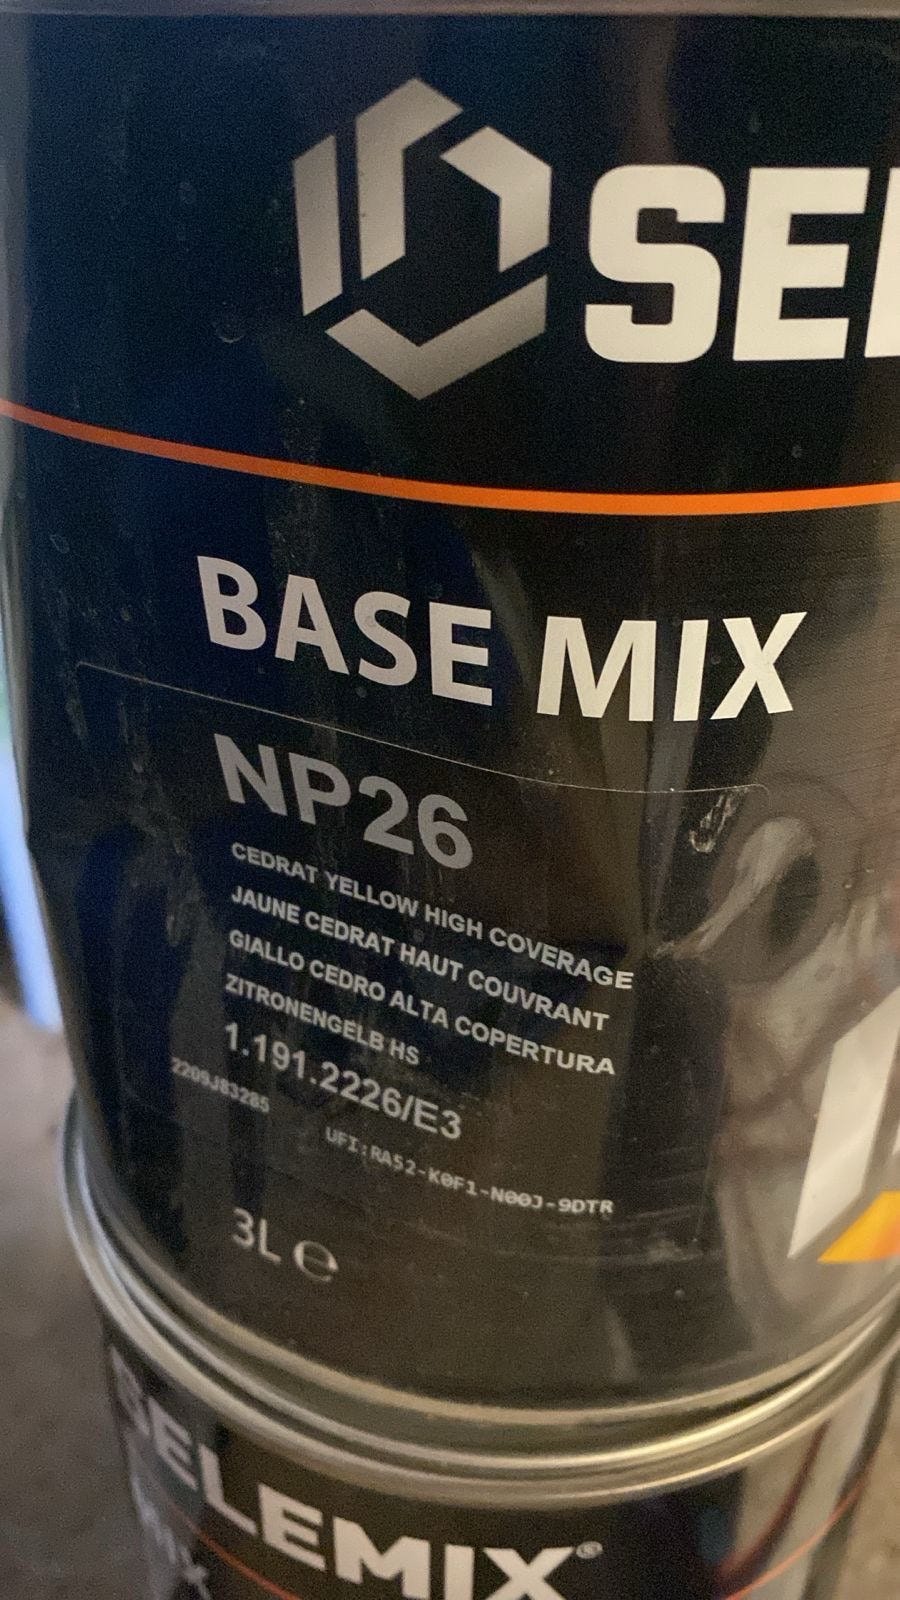 SE
BASE MIX
NP26
CEDRAT YELLOW HIGH COVERAGE
JAUNE CEDRAT HAUT COUVRANT
GIALLO CEDRO ALTA COPERTURA
ZITRONENGELB HS
1.191.2226/E3
2209J83285
UFI:RA52-K0F1-N00J-9DTR
3L ℮
SELEMIX®